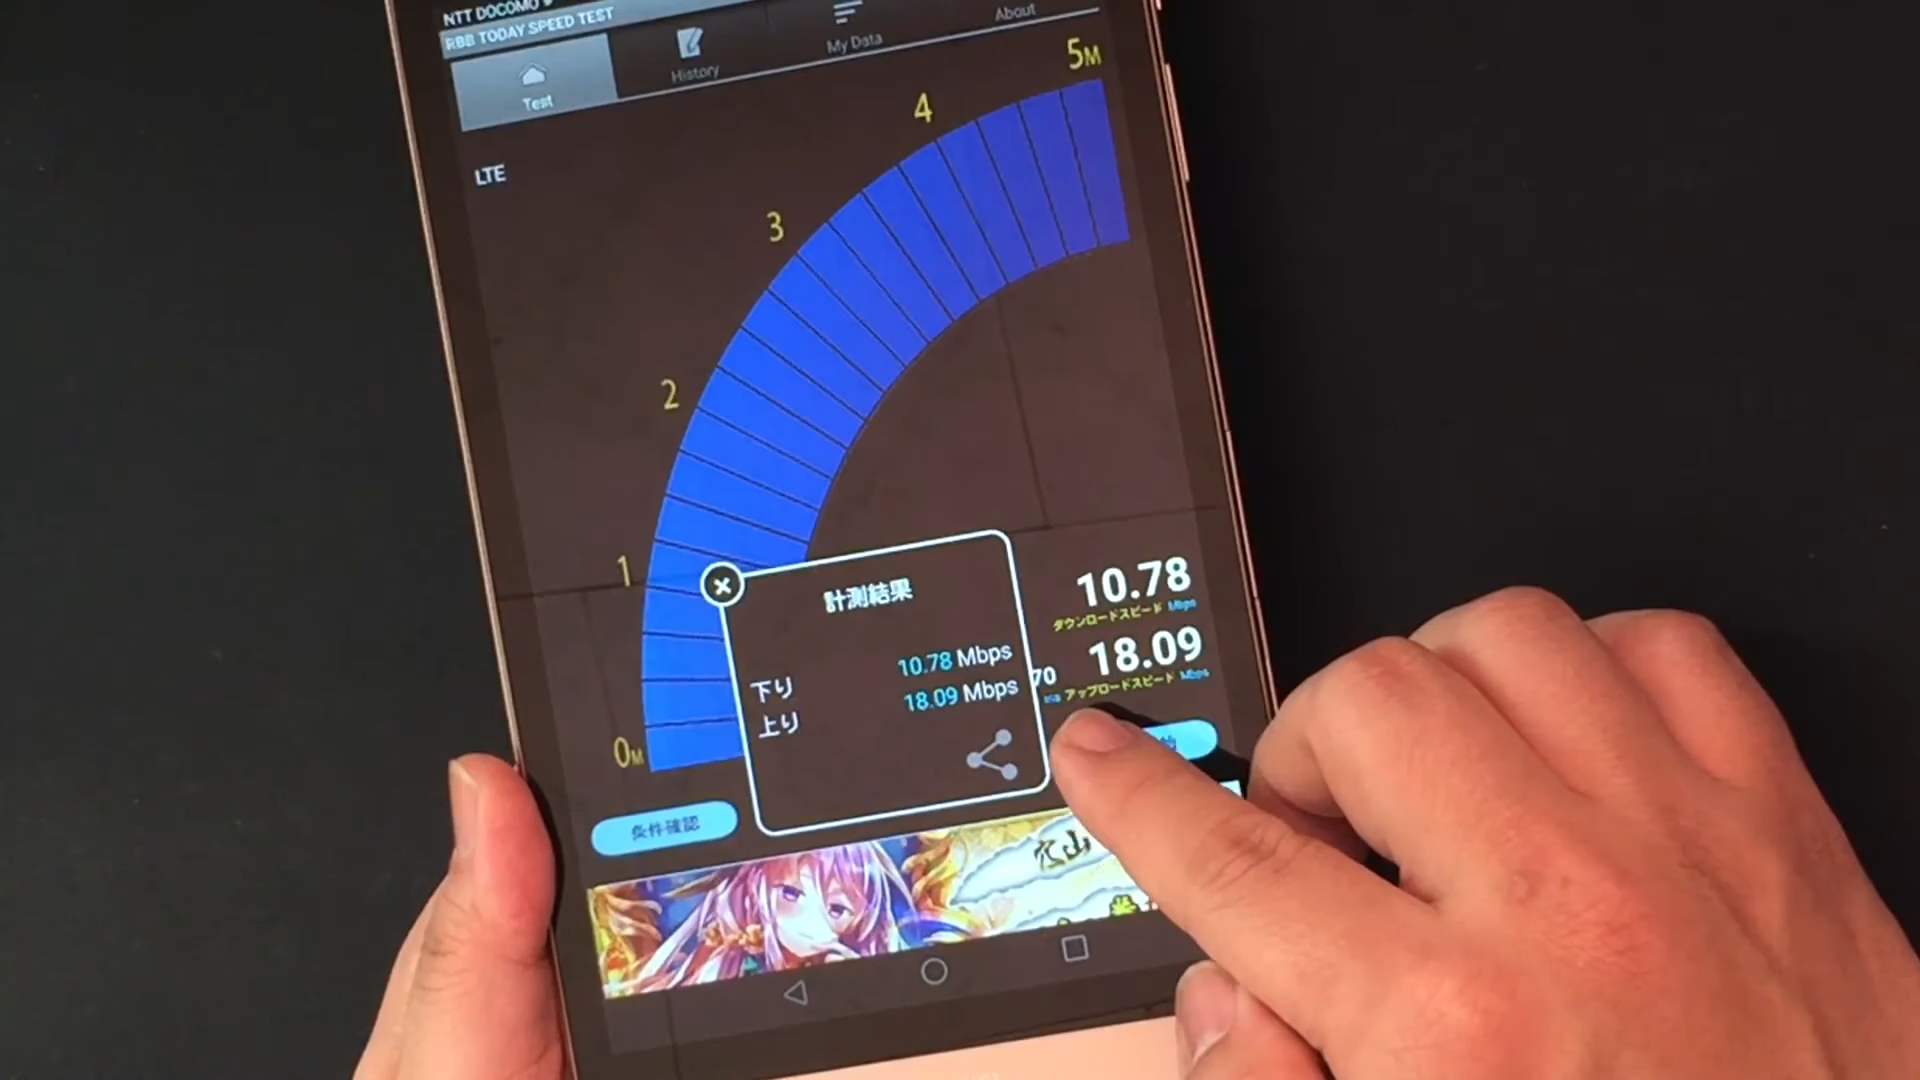 NTT DOCOMO
RBB TODAY SPEED TEST
Test
History
My Data
About
LTE
5M
4
3
2
1
0M
計測結果
下り 10.78 Mbps
上り 18.09 Mbps
10.78
ダウンロードスピード Mbps
70 18.09
アップロードスピード Mbps
条件確認
穴山